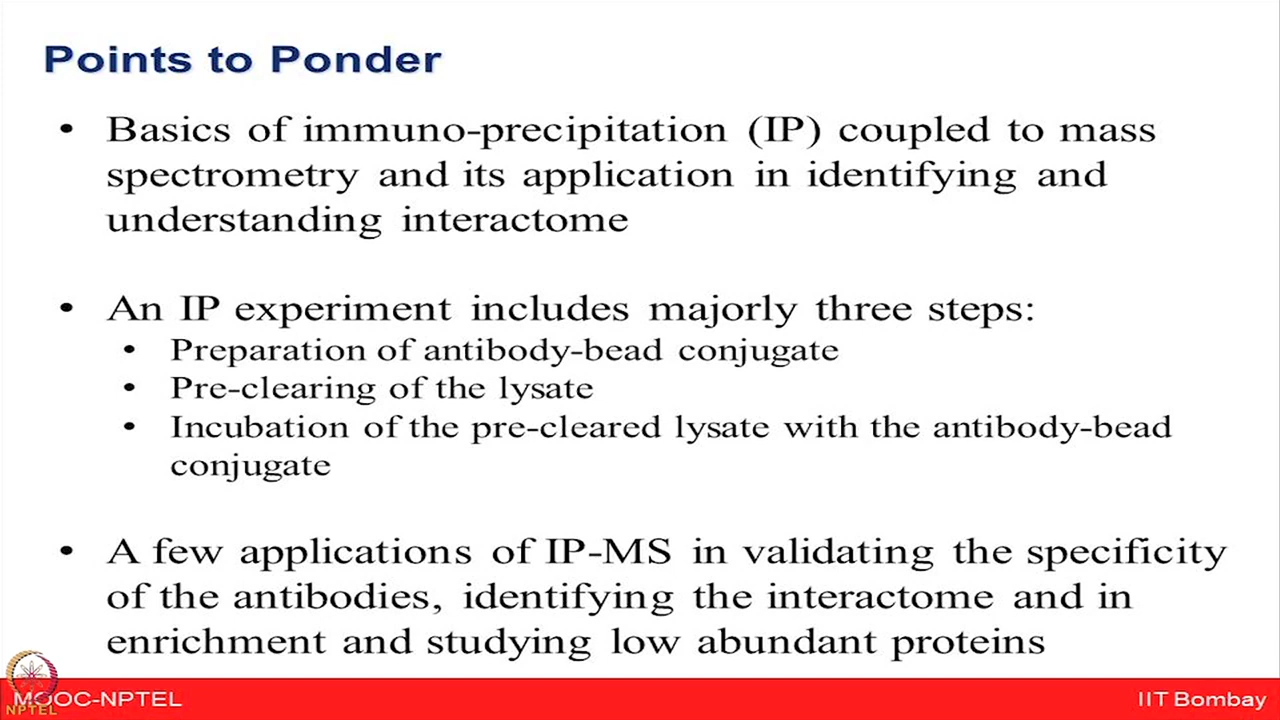 Points to Ponder
• Basics of immuno-precipitation (IP) coupled to mass
spectrometry and its application in identifying and
understanding interactome
• An IP experiment includes majorly three steps:
• Preparation of antibody-bead conjugate
• Pre-clearing of the lysate
• Incubation of the pre-cleared lysate with the antibody-bead
conjugate
• A few applications of IP-MS in validating the specificity
of the antibodies, identifying the interactome and in
enrichment and studying low abundant proteins
MOOC-NPTEL
IIT Bombay
NPTEL